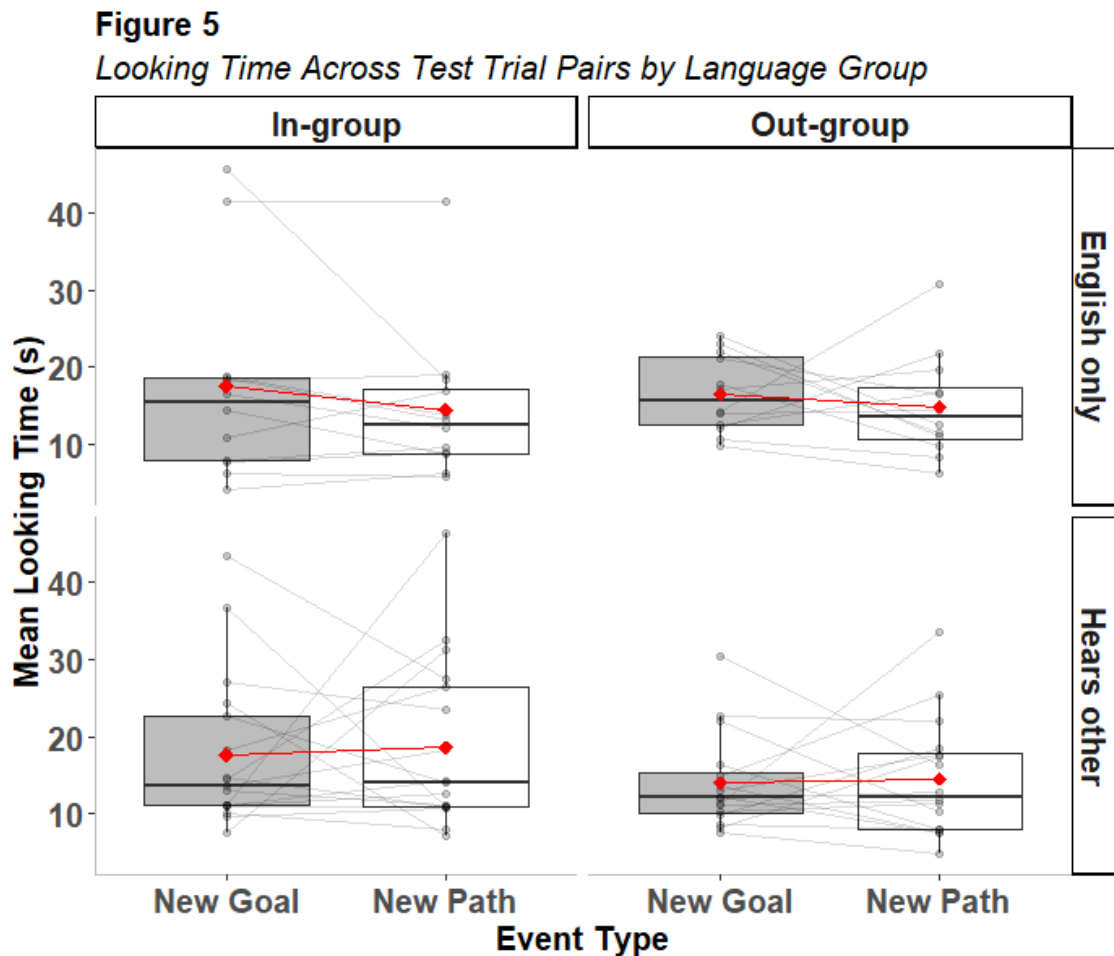 Figure 5
Looking Time Across Test Trial Pairs by Language Group
In-group
Out-group
Mean Looking Time (s)
40
30
20
10
English only
40
30
20
10
Hears other
New Goal
New Path
New Goal
New Path
Event Type